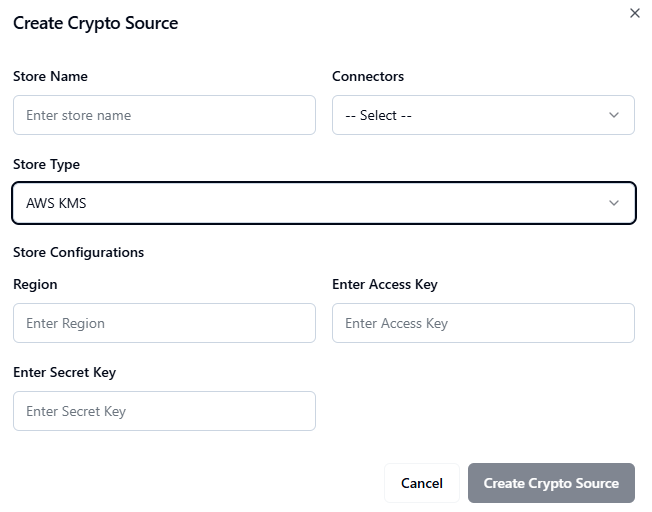 Create Crypto Source
Store Name
Connectors
Enter store name
-- Select --
Store Type
AWS KMS
Store Configurations
Region
Enter Access Key
Enter Region
Enter Access Key
Enter Secret Key
Enter Secret Key
Cancel
Create Crypto Source